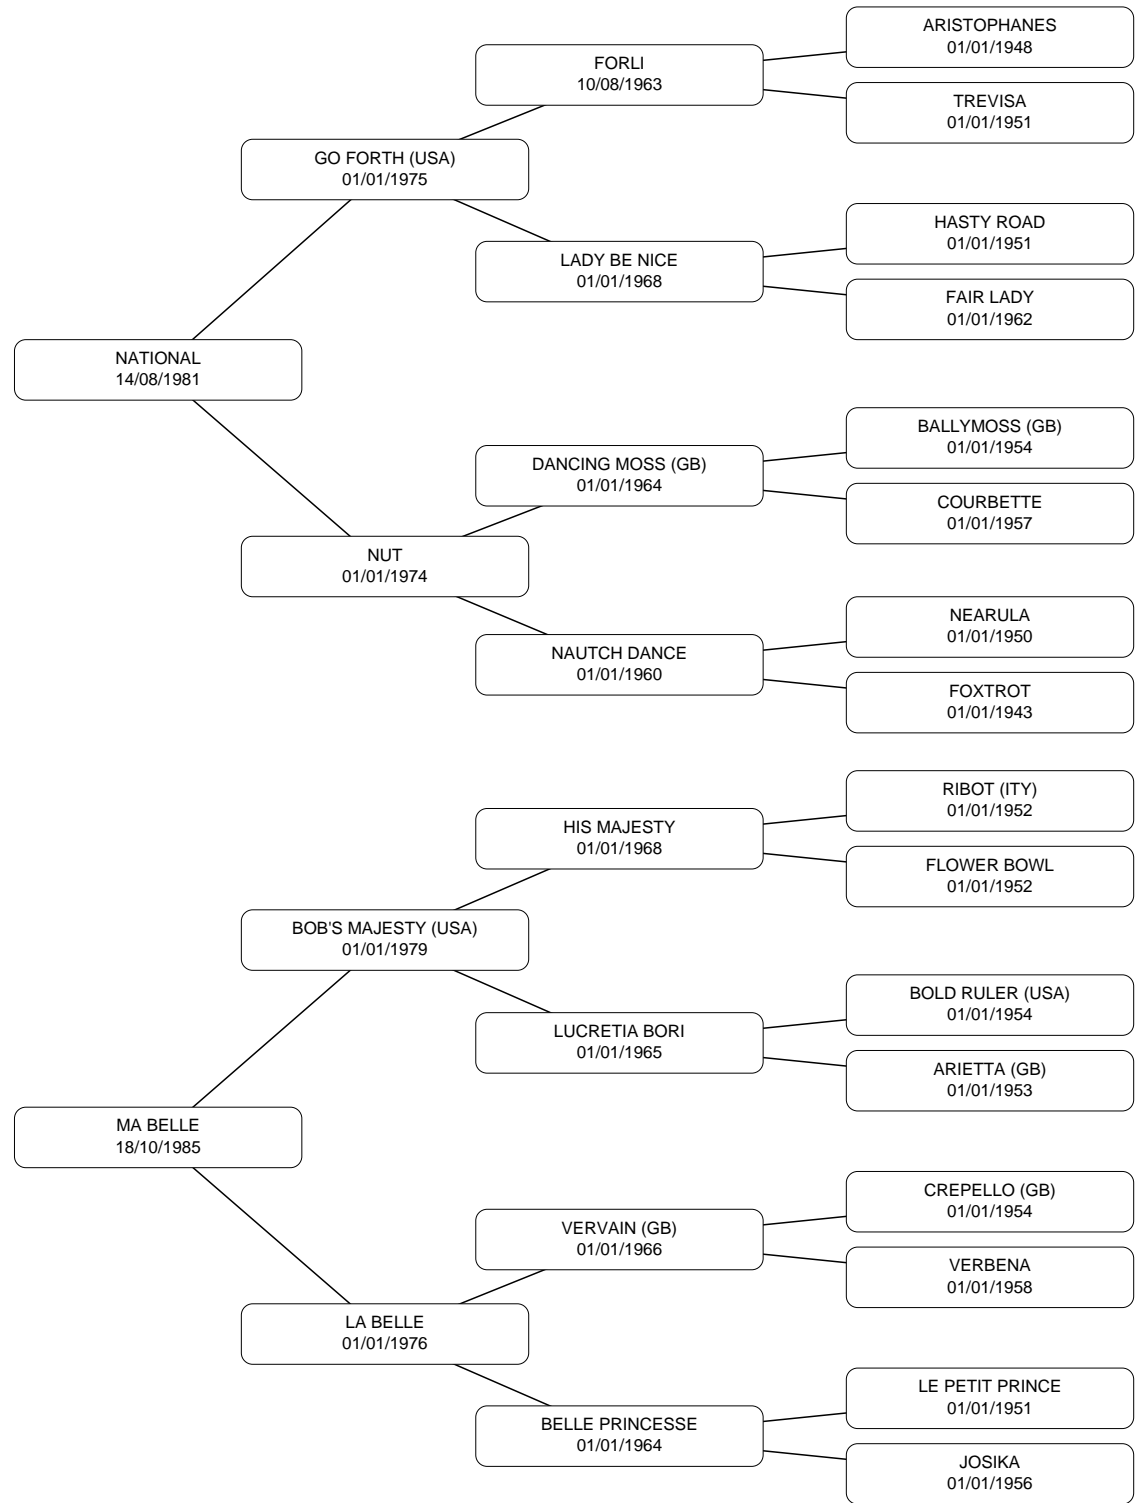 ARISTOPHANES
01/01/1948
FORLI
10/08/1963
TREVISA
01/01/1951
GO FORTH (USA)
01/01/1975
HASTY ROAD
01/01/1951
LADY BE NICE
01/01/1968
FAIR LADY
01/01/1962
NATIONAL
14/08/1981
BALLYMOSS (GB)
01/01/1954
DANCING MOSS (GB)
01/01/1964
COURBETTE
01/01/1957
NUT
01/01/1974
NEARULA
01/01/1950
NAUTCH DANCE
01/01/1960
FOXTROT
01/01/1943
RIBOT (ITY)
01/01/1952
HIS MAJESTY
01/01/1968
FLOWER BOWL
01/01/1952
BOB'S MAJESTY (USA)
01/01/1979
BOLD RULER (USA)
01/01/1954
LUCRETIA BORI
01/01/1965
ARIETTA (GB)
01/01/1953
MA BELLE
18/10/1985
CREPELLO (GB)
01/01/1954
VERVAIN (GB)
01/01/1966
VERBENA
01/01/1958
LA BELLE
01/01/1976
LE PETIT PRINCE
01/01/1951
BELLE PRINCESSE
01/01/1964
JOSIKA
01/01/1956